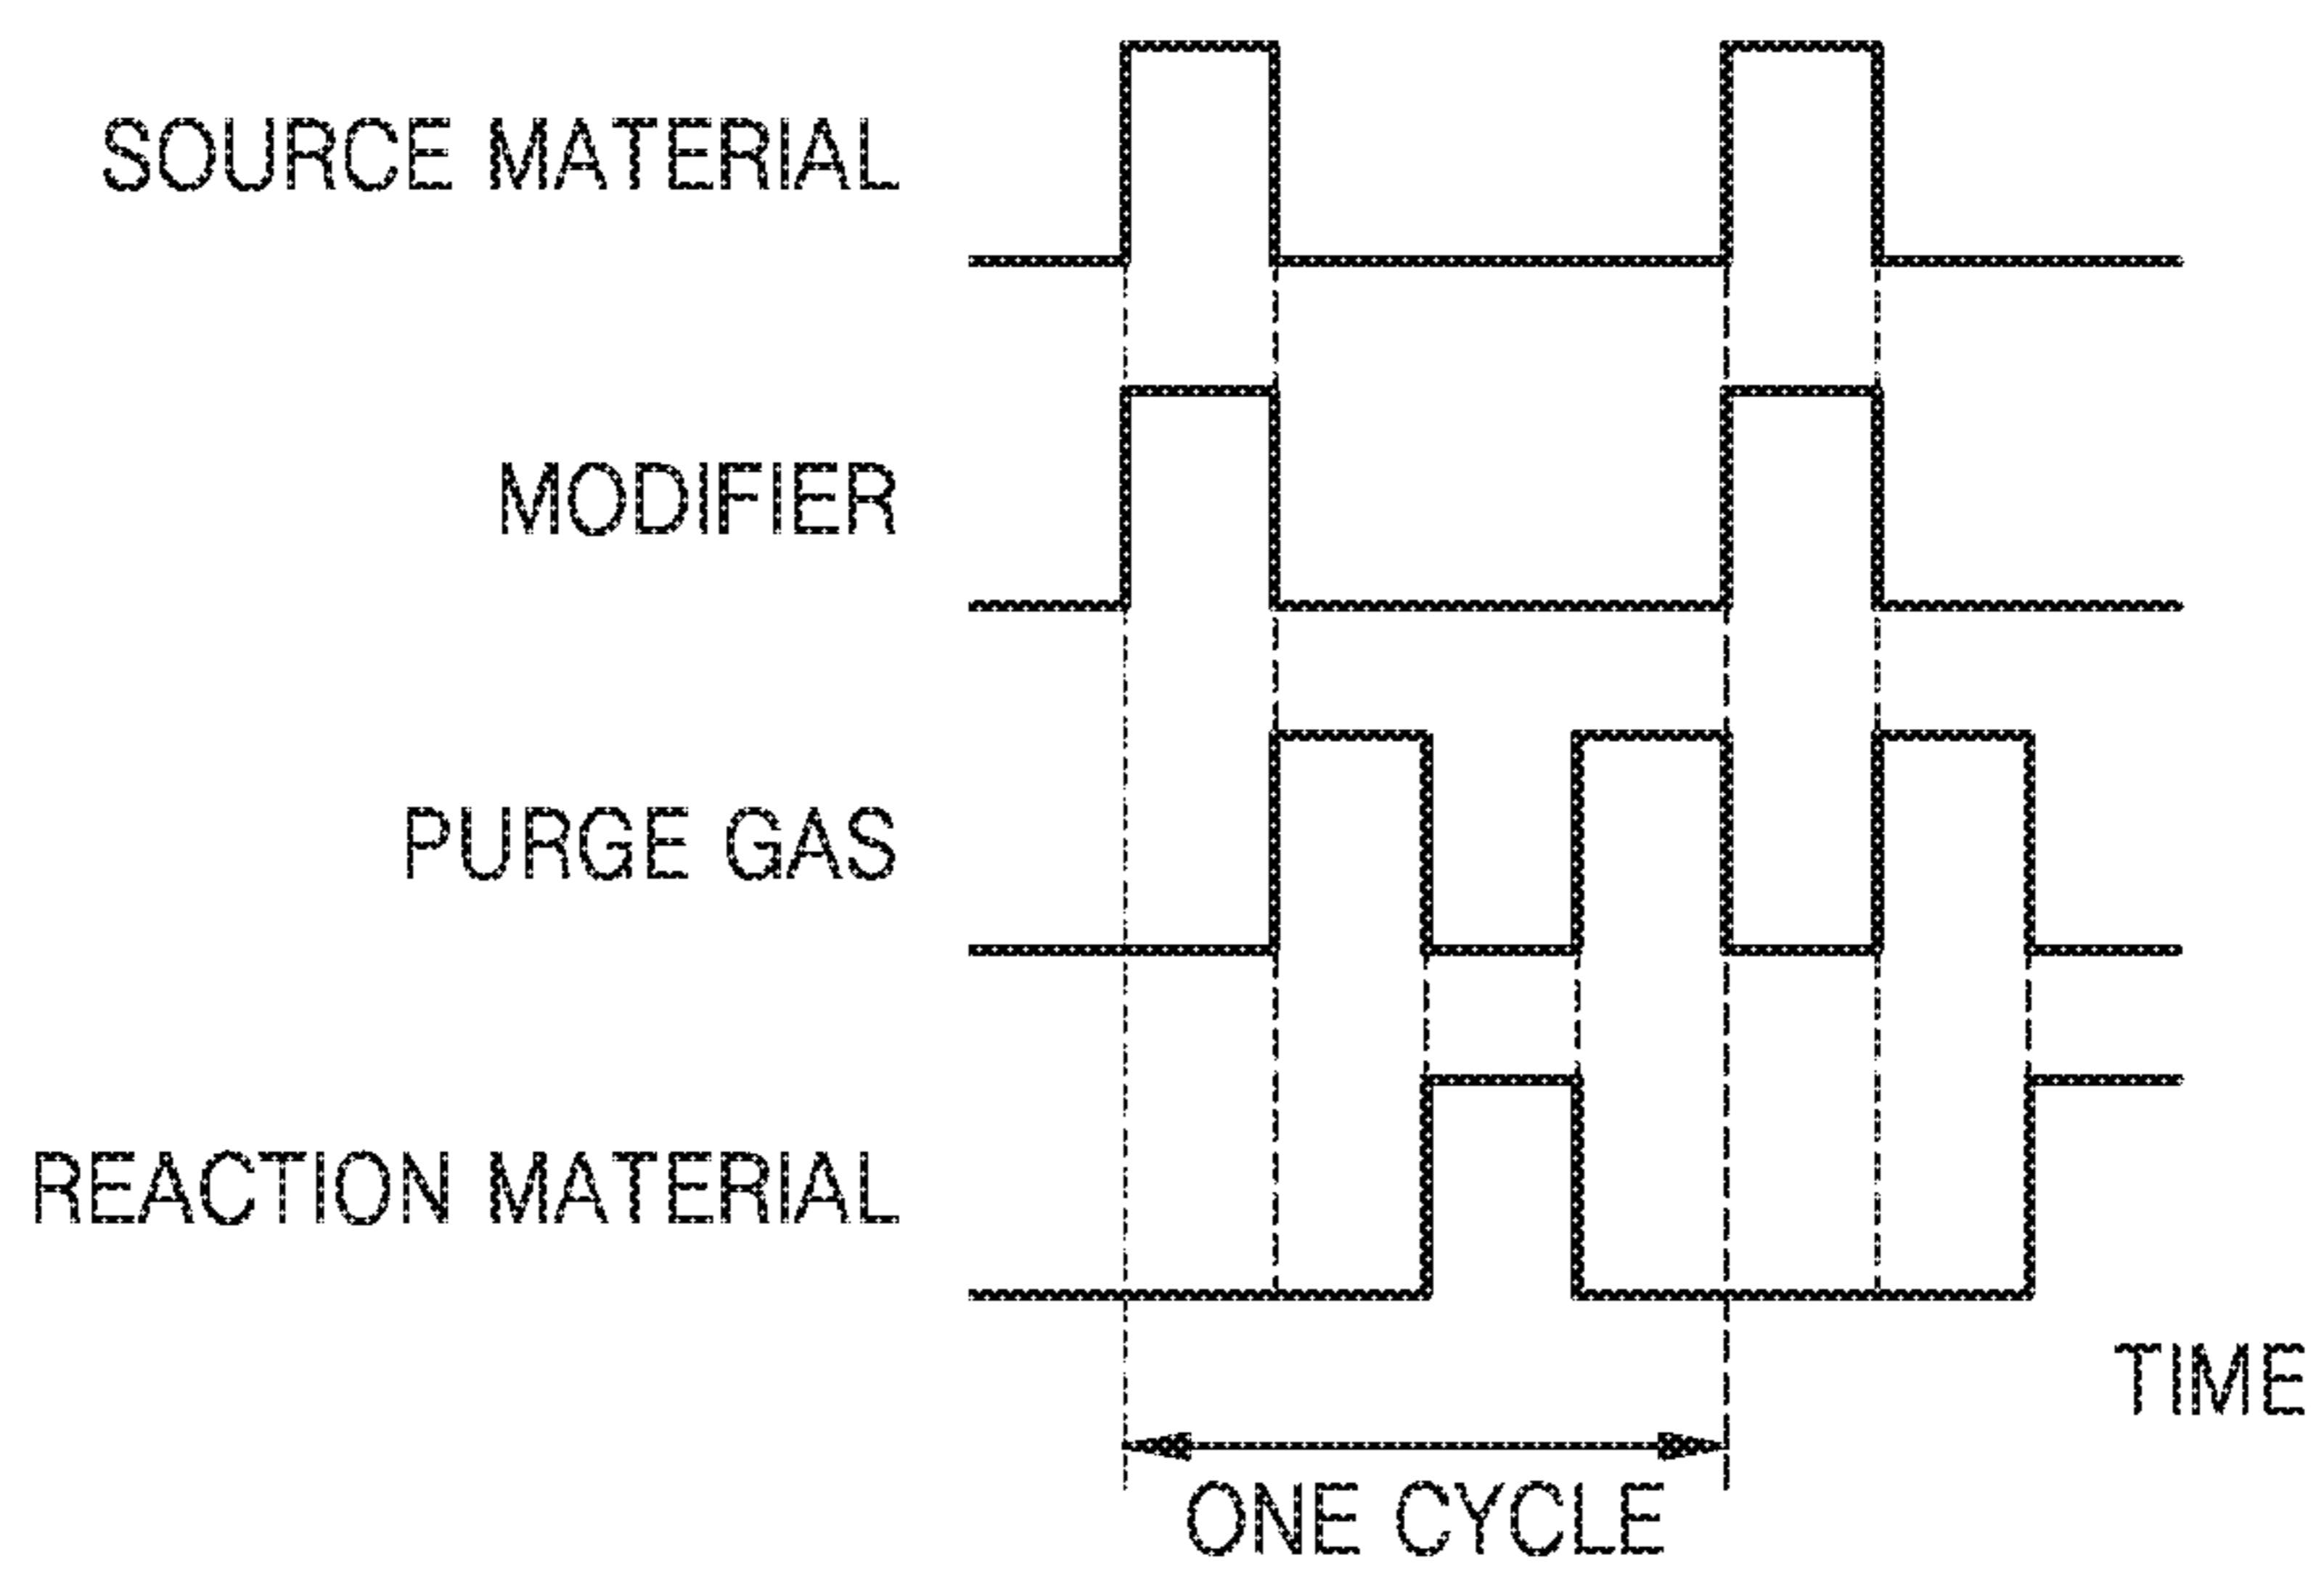 SOURCE MATERIAL
MODIFIER
PURGE GAS
REACTION MATERIAL
TIME
ONE CYCLE